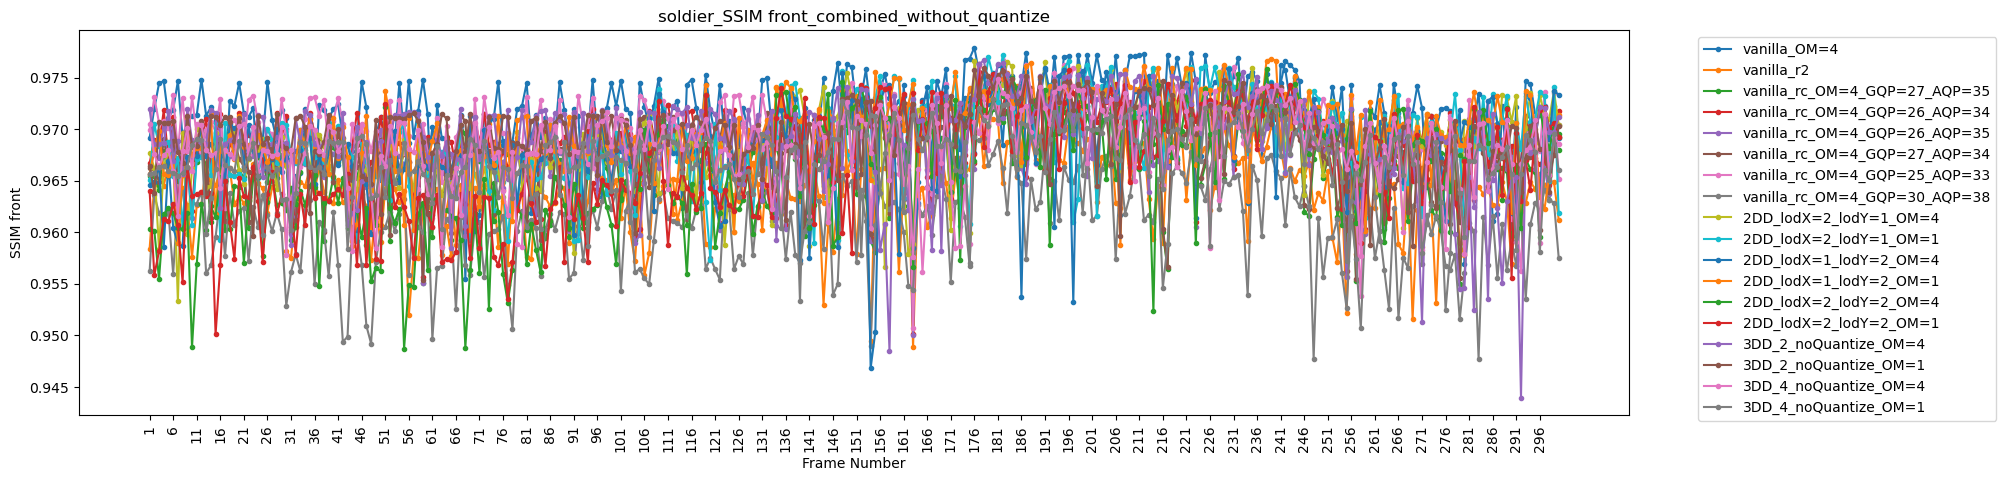 soldier_SSIM front_combined_without_quantize
SSIM front
0.975
0.970
0.965
0.960
0.955
0.950
0.945
1 6 11 16 21 26 31 36 41 46 51 56 61 66 71 76 81 86 91 96 101 106 111 116 121 126 131 136 141 146 151 156 161 166 171 176 181 186 191 196 201 206 211 216 221 226 231 236 241 246 251 256 261 266 271 276 281 286 291 296
Frame Number
vanilla_OM=4
vanilla_r2
vanilla_rc_OM=4_GQP=27_AQP=35
vanilla_rc_OM=4_GQP=26_AQP=34
vanilla_rc_OM=4_GQP=26_AQP=35
vanilla_rc_OM=4_GQP=27_AQP=34
vanilla_rc_OM=4_GQP=25_AQP=33
vanilla_rc_OM=4_GQP=30_AQP=38
2DD_lodX=2_lodY=1_OM=4
2DD_lodX=2_lodY=1_OM=1
2DD_lodX=1_lodY=2_OM=4
2DD_lodX=1_lodY=2_OM=1
2DD_lodX=2_lodY=2_OM=4
2DD_lodX=2_lodY=2_OM=1
3DD_2_noQuantize_OM=4
3DD_2_noQuantize_OM=1
3DD_4_noQuantize_OM=4
3DD_4_noQuantize_OM=1